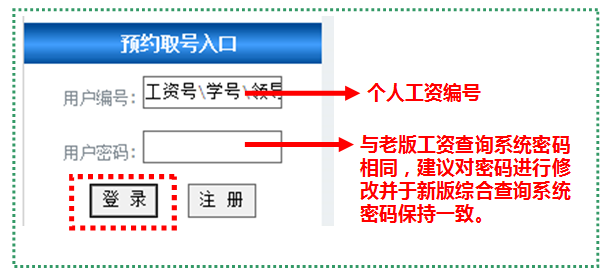 预约取号入口
用户编号：
工资号\学号\领导
个人工资编号
用户密码：
与老版工资查询系统密码
相同，建议对密码进行修
改并于新版综合查询系统
密码保持一致。
登 录
注 册